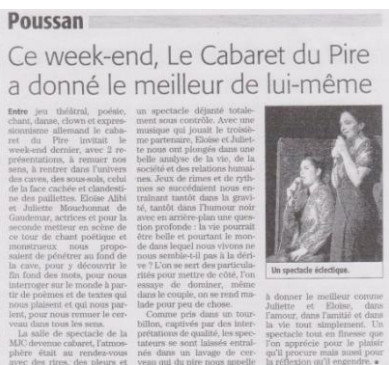 Poussan
Ce week-end, Le Cabaret du Pire
a donné le meilleur de lui-même
Entre jeu théâtral, poésie,
chant, danse, clown et expres-
sionnisme allemand le caba-
ret du Pire invitait le
week-end dernier, avec 2 re-
présentations, à remuer nos
sens, à rentrer dans l'univers
des caves, des sous-sols, celui
de la face cachée et clandesti-
ne des paillettes. Eloïse Alibi
et Juliette Mouchonnat de
Gaudemar, actrices et pour la
seconde metteur en scène de
ce tour de chant poétique et
monstrueux nous propo-
saient de pénétrer au fond de
la cave, pour y découvrir le
fin fond des mots, pour nous
interroger sur le monde à par-
tir de poèmes et de textes qui
nous plaisent et qui nous par-
lent, pour nous remuer le cer-
veau dans tous les sens.
La salle de spectacle de la
MJC devenue cabaret, l'atmos-
phère était au rendez-vous
avec des rires, des pleurs et
un spectacle déjanté totale-
ment sous contrôle. Avec une
musique qui jouait le troisiè-
me partenaire, Eloïse et Juliet-
te nous ont plongés dans une
belle analyse de la vie, de la
société et des relations humai-
nes. Jeux de rimes et de ryth-
mes se succédaient nous en-
traînant tantôt dans la gravi-
té, tantôt dans l'humour noir
avec en arrière-plan une ques-
tion profonde : la vie pourrait
être belle et pourtant le mon-
de dans lequel nous vivons ne
nous semble-t-il pas à la déri-
ve ? L'on se sert des particula-
rités pour mettre de côté, l'on
essaye de dominer, même
dans le couple, on se rend ma-
lade pour peu de chose.
Comme pris dans un tour-
billon, captivés par des inter-
prétations de qualité, les spec-
tateurs se sont laissés entraî-
nés dans un lavage de cer-
veau qui du pire nous appelle
Un spectacle éclectique.
à donner le meilleur comme
Juliette et Eloïse, dans
l'amour, dans l'amitié et dans
la vie tout simplement. Un
spectacle tout en finesse que
l'on apprécie pour le plaisir
qu'il procure mais aussi pour
la réflexion qu'il engendre.